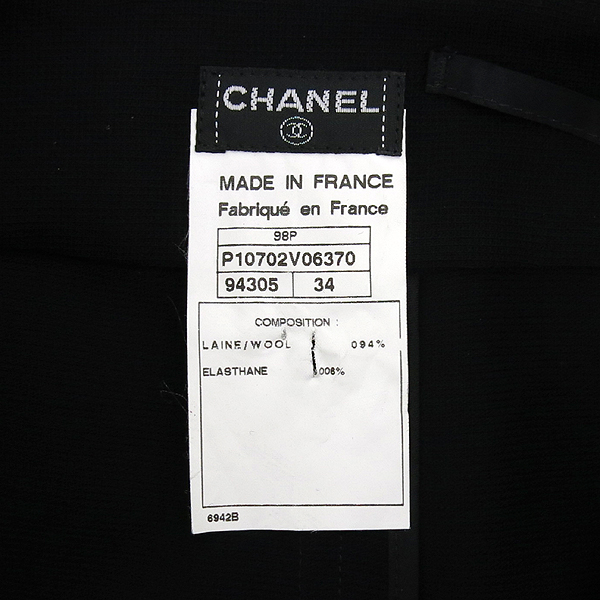 CHANEL
MADE IN FRANCE
Fabriqué en France
98P
P10702V06370
94305 34
COMPOSITION :
LAINE/WOOL 094%
ELASTHANE 006%
6942B